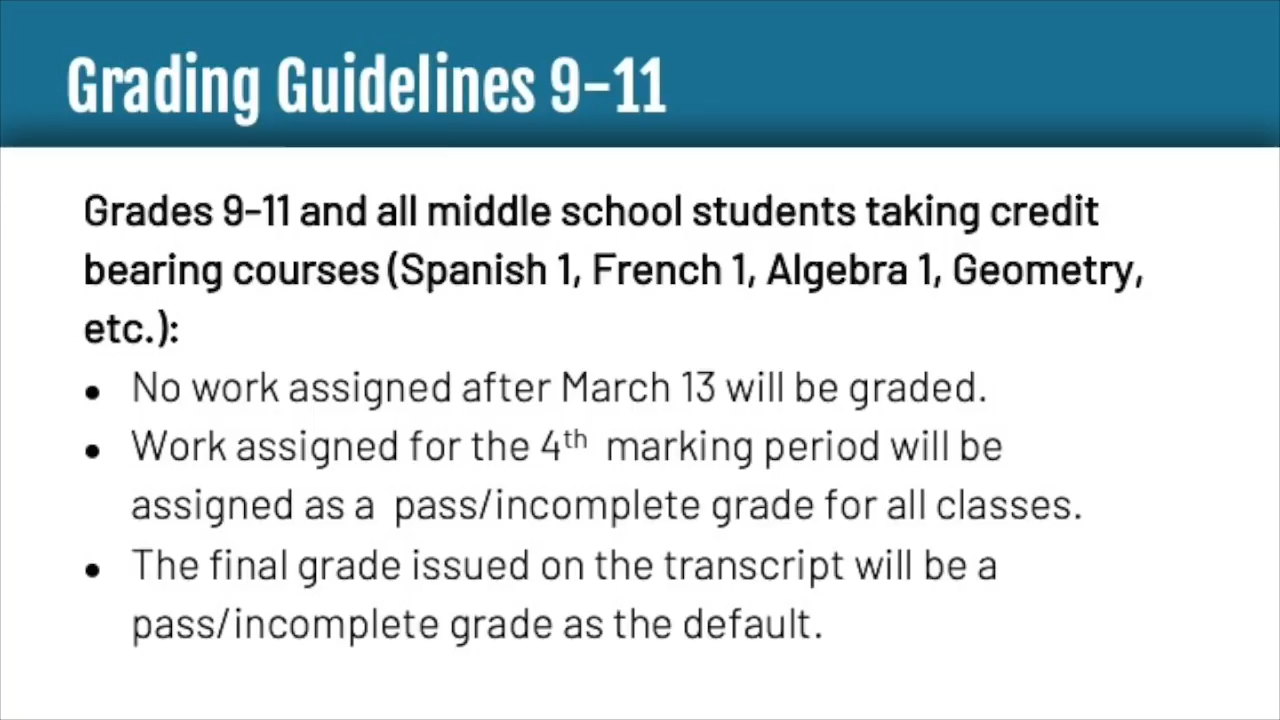 Grading Guidelines 9-11
Grades 9-11 and all middle school students taking credit
bearing courses (Spanish 1, French 1, Algebra 1, Geometry,
etc.):
• No work assigned after March 13 will be graded.
• Work assigned for the 4th marking period will be
assigned as a pass/incomplete grade for all classes.
• The final grade issued on the transcript will be a
pass/incomplete grade as the default.